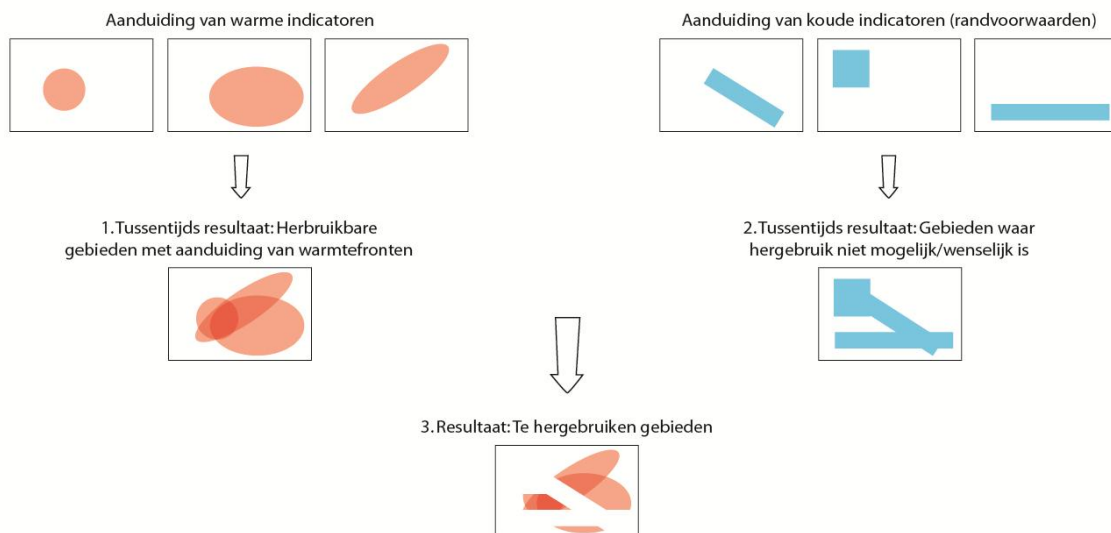 Aanduiding van warme indicatoren
Aanduiding van koude indicatoren (randvoorwaarden)
1. Tussentijds resultaat: Herbruikbare
gebieden met aanduiding van warmtefronten
2. Tussentijds resultaat: Gebieden waar
hergebruik niet mogelijk/wenselijk is
3. Resultaat: Te hergebruiken gebieden